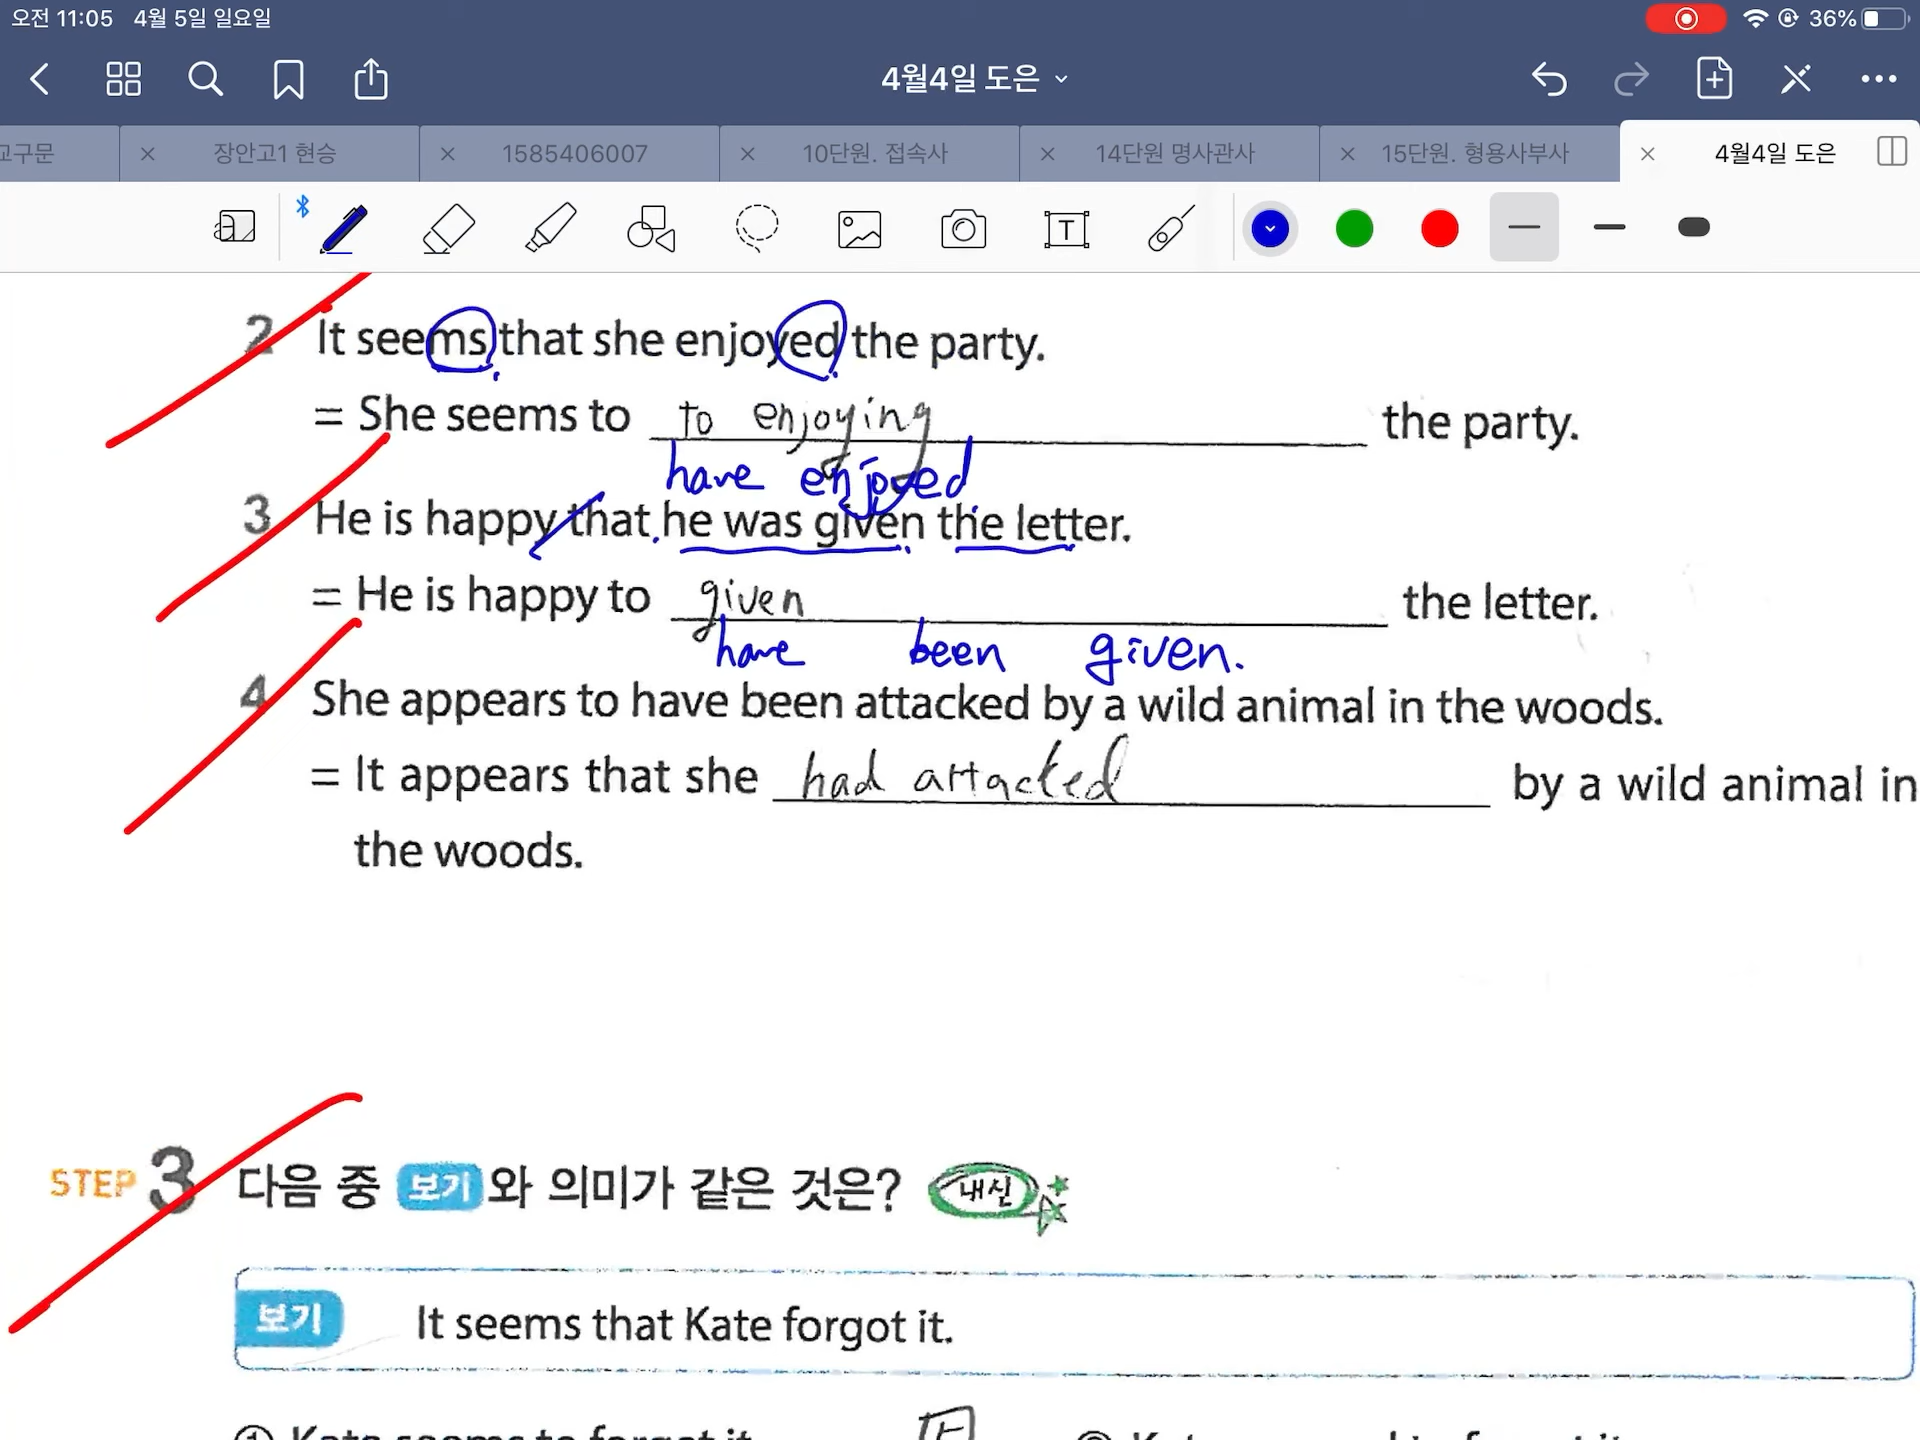 오전 11:05 4월 5일 일요일 36%
4월4일 도은
교구문 장안고1 현승 1585406007 10단원. 접속사 14단원 명사관사 15단원. 형용사부사 4월4일 도은
2 It seems that she enjoyed the party.
= She seems to to enjoying the party.
have enjoyed
3 He is happy that he was given the letter.
= He is happy to given the letter.
have been given.
4 She appears to have been attacked by a wild animal in the woods.
= It appears that she had attacked by a wild animal in
the woods.
STEP 3 다음 중 보기 와 의미가 같은 것은? 내신
보기 It seems that Kate forgot it.